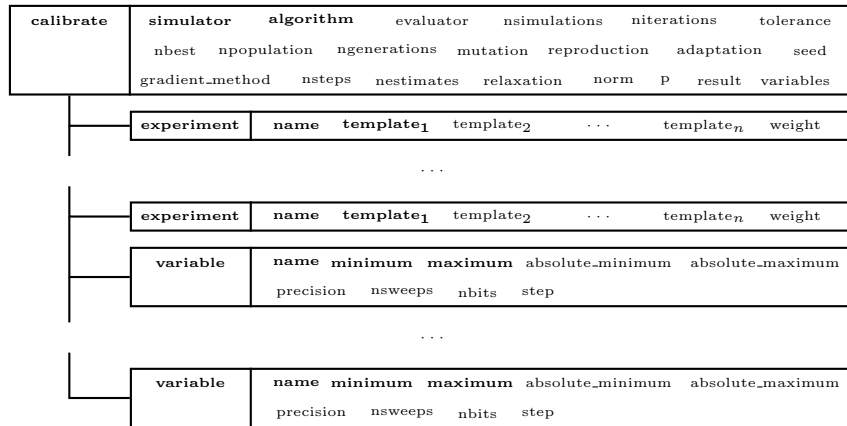 calibrate simulator algorithm evaluator nsimulations niterations tolerance
nbest npopulation ngenerations mutation reproduction adaptation seed
gradient_method nsteps nestimates relaxation norm p result variables
experiment name template₁ template₂ ··· templateₙ weight
...
experiment name template₁ template₂ ··· templateₙ weight
variable name minimum maximum absolute_minimum absolute_maximum
precision nsweeps nbits step
...
variable name minimum maximum absolute_minimum absolute_maximum
precision nsweeps nbits step